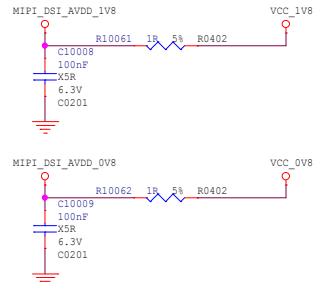 MIPI_DSI_AVDD_1V8 VCC_1V8
R10061 1R 5% R0402
C10008
100nF
X5R
6.3V
C0201
MIPI_DSI_AVDD_0V8 VCC_0V8
R10062 1R 5% R0402
C10009
100nF
X5R
6.3V
C0201